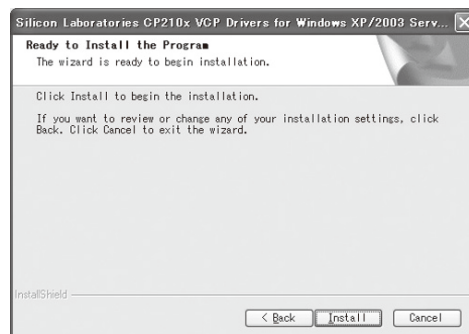 Silicon Laboratories CP210x VCP Drivers for Windows XP/2003 Serv...
Ready to Install the Program
The wizard is ready to begin installation.
Click Install to begin the installation.
If you want to review or change any of your installation settings, click
Back. Click Cancel to exit the wizard.
InstallShield
< Back
Install
Cancel